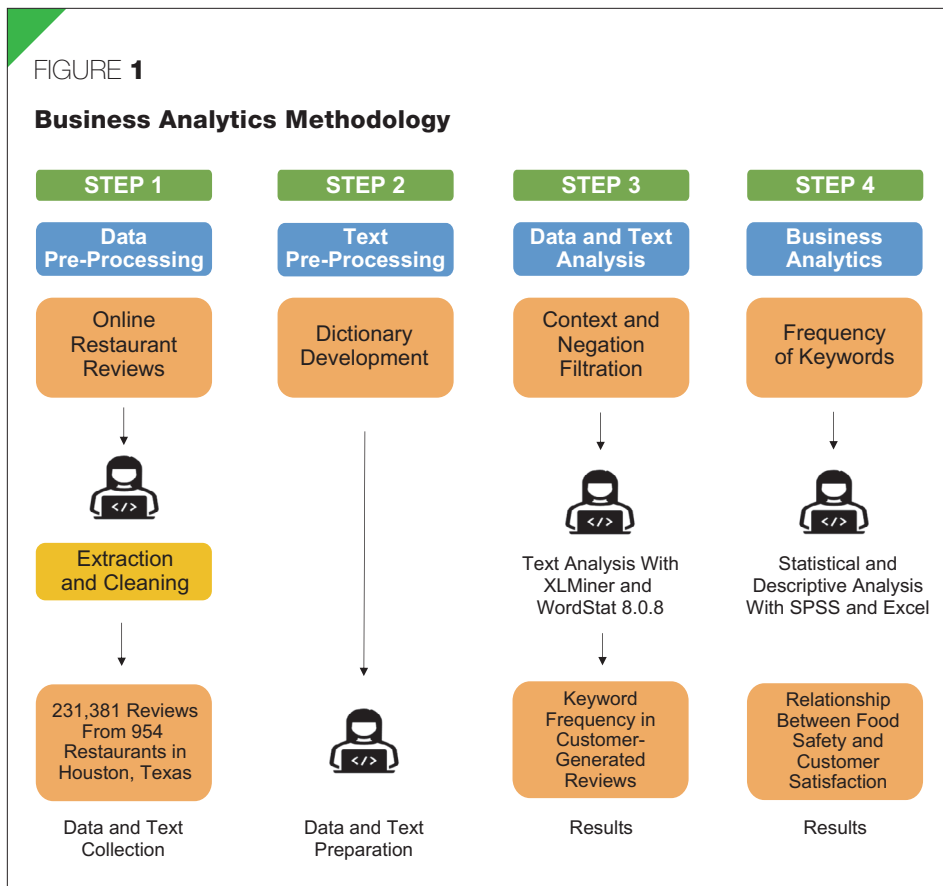 FIGURE 1
Business Analytics Methodology
STEP 1
Data
Pre-Processing
Online
Restaurant
Reviews
</>
Extraction
and Cleaning
231,381 Reviews
From 954
Restaurants in
Houston, Texas
Data and Text
Collection
STEP 2
Text
Pre-Processing
Dictionary
Development
</>
Data and Text
Preparation
STEP 3
Data and Text
Analysis
Context and
Negation
Filtration
</>
Text Analysis With
XLMiner and
WordStat 8.0.8
Keyword
Frequency in
Customer-
Generated
Reviews
Results
STEP 4
Business
Analytics
Frequency
of Keywords
</>
Statistical and
Descriptive Analysis
With SPSS and Excel
Relationship
Between Food
Safety and
Customer
Satisfaction
Results